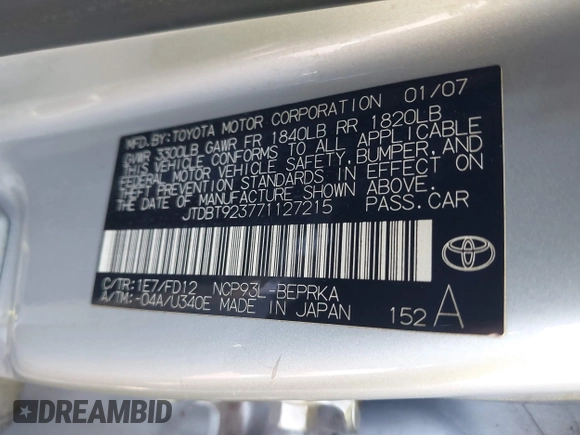 MFD.BY:TOYOTA MOTOR CORPORATION 01/07
GVWR 3300LB GAWR FR 1840LB RR 1820LB
THIS VEHICLE CONFORMS TO ALL APPLICABLE
FEDERAL MOTOR VEHICLE SAFETY,BUMPER,AND
THEFT PREVENTION STANDARDS IN EFFECT ON
THE DATE OF MANUFACTURE SHOWN ABOVE.
JTDBT923771127215 PASS.CAR
C/TR:1E7/FD12 NCP93L-BEPRKA
A/TM:-04A/U340E MADE IN JAPAN 152 A
DREAMBID